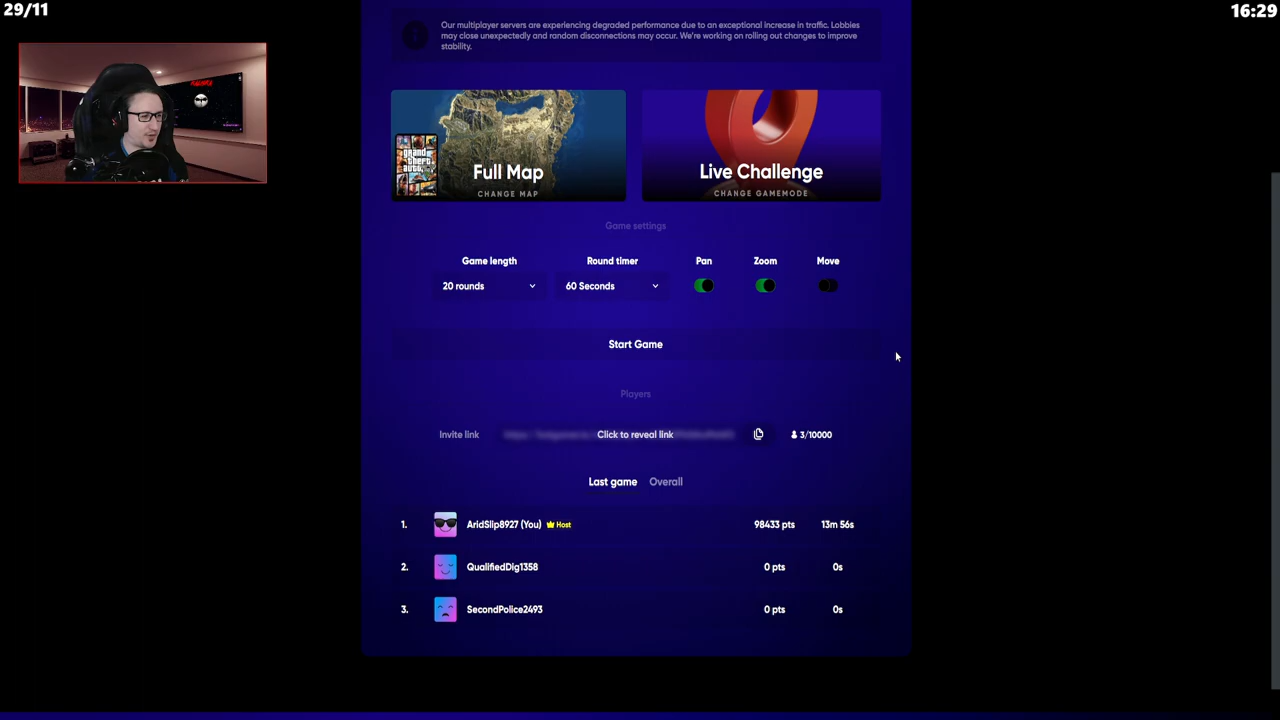 29/11
16:29
Our multiplayer servers are experiencing degraded performance due to an exceptional increase in traffic. Lobbies
may close unexpectedly and random disconnections may occur. We're working on rolling out changes to improve
stability.
grand
theft
auto
Full Map
CHANGE MAP
Live Challenge
CHANGE GAMEMODE
Game settings
Game length
Round timer
Pan
Zoom
Move
20 rounds
60 Seconds
Start Game
Players
Invite link
Click to reveal link
3/10000
Last game
Overall
1. AridSlip8927 (You) Host 98433 pts 13m 56s
2. QualifiedDig1358 0 pts 0s
3. SecondPolice2493 0 pts 0s